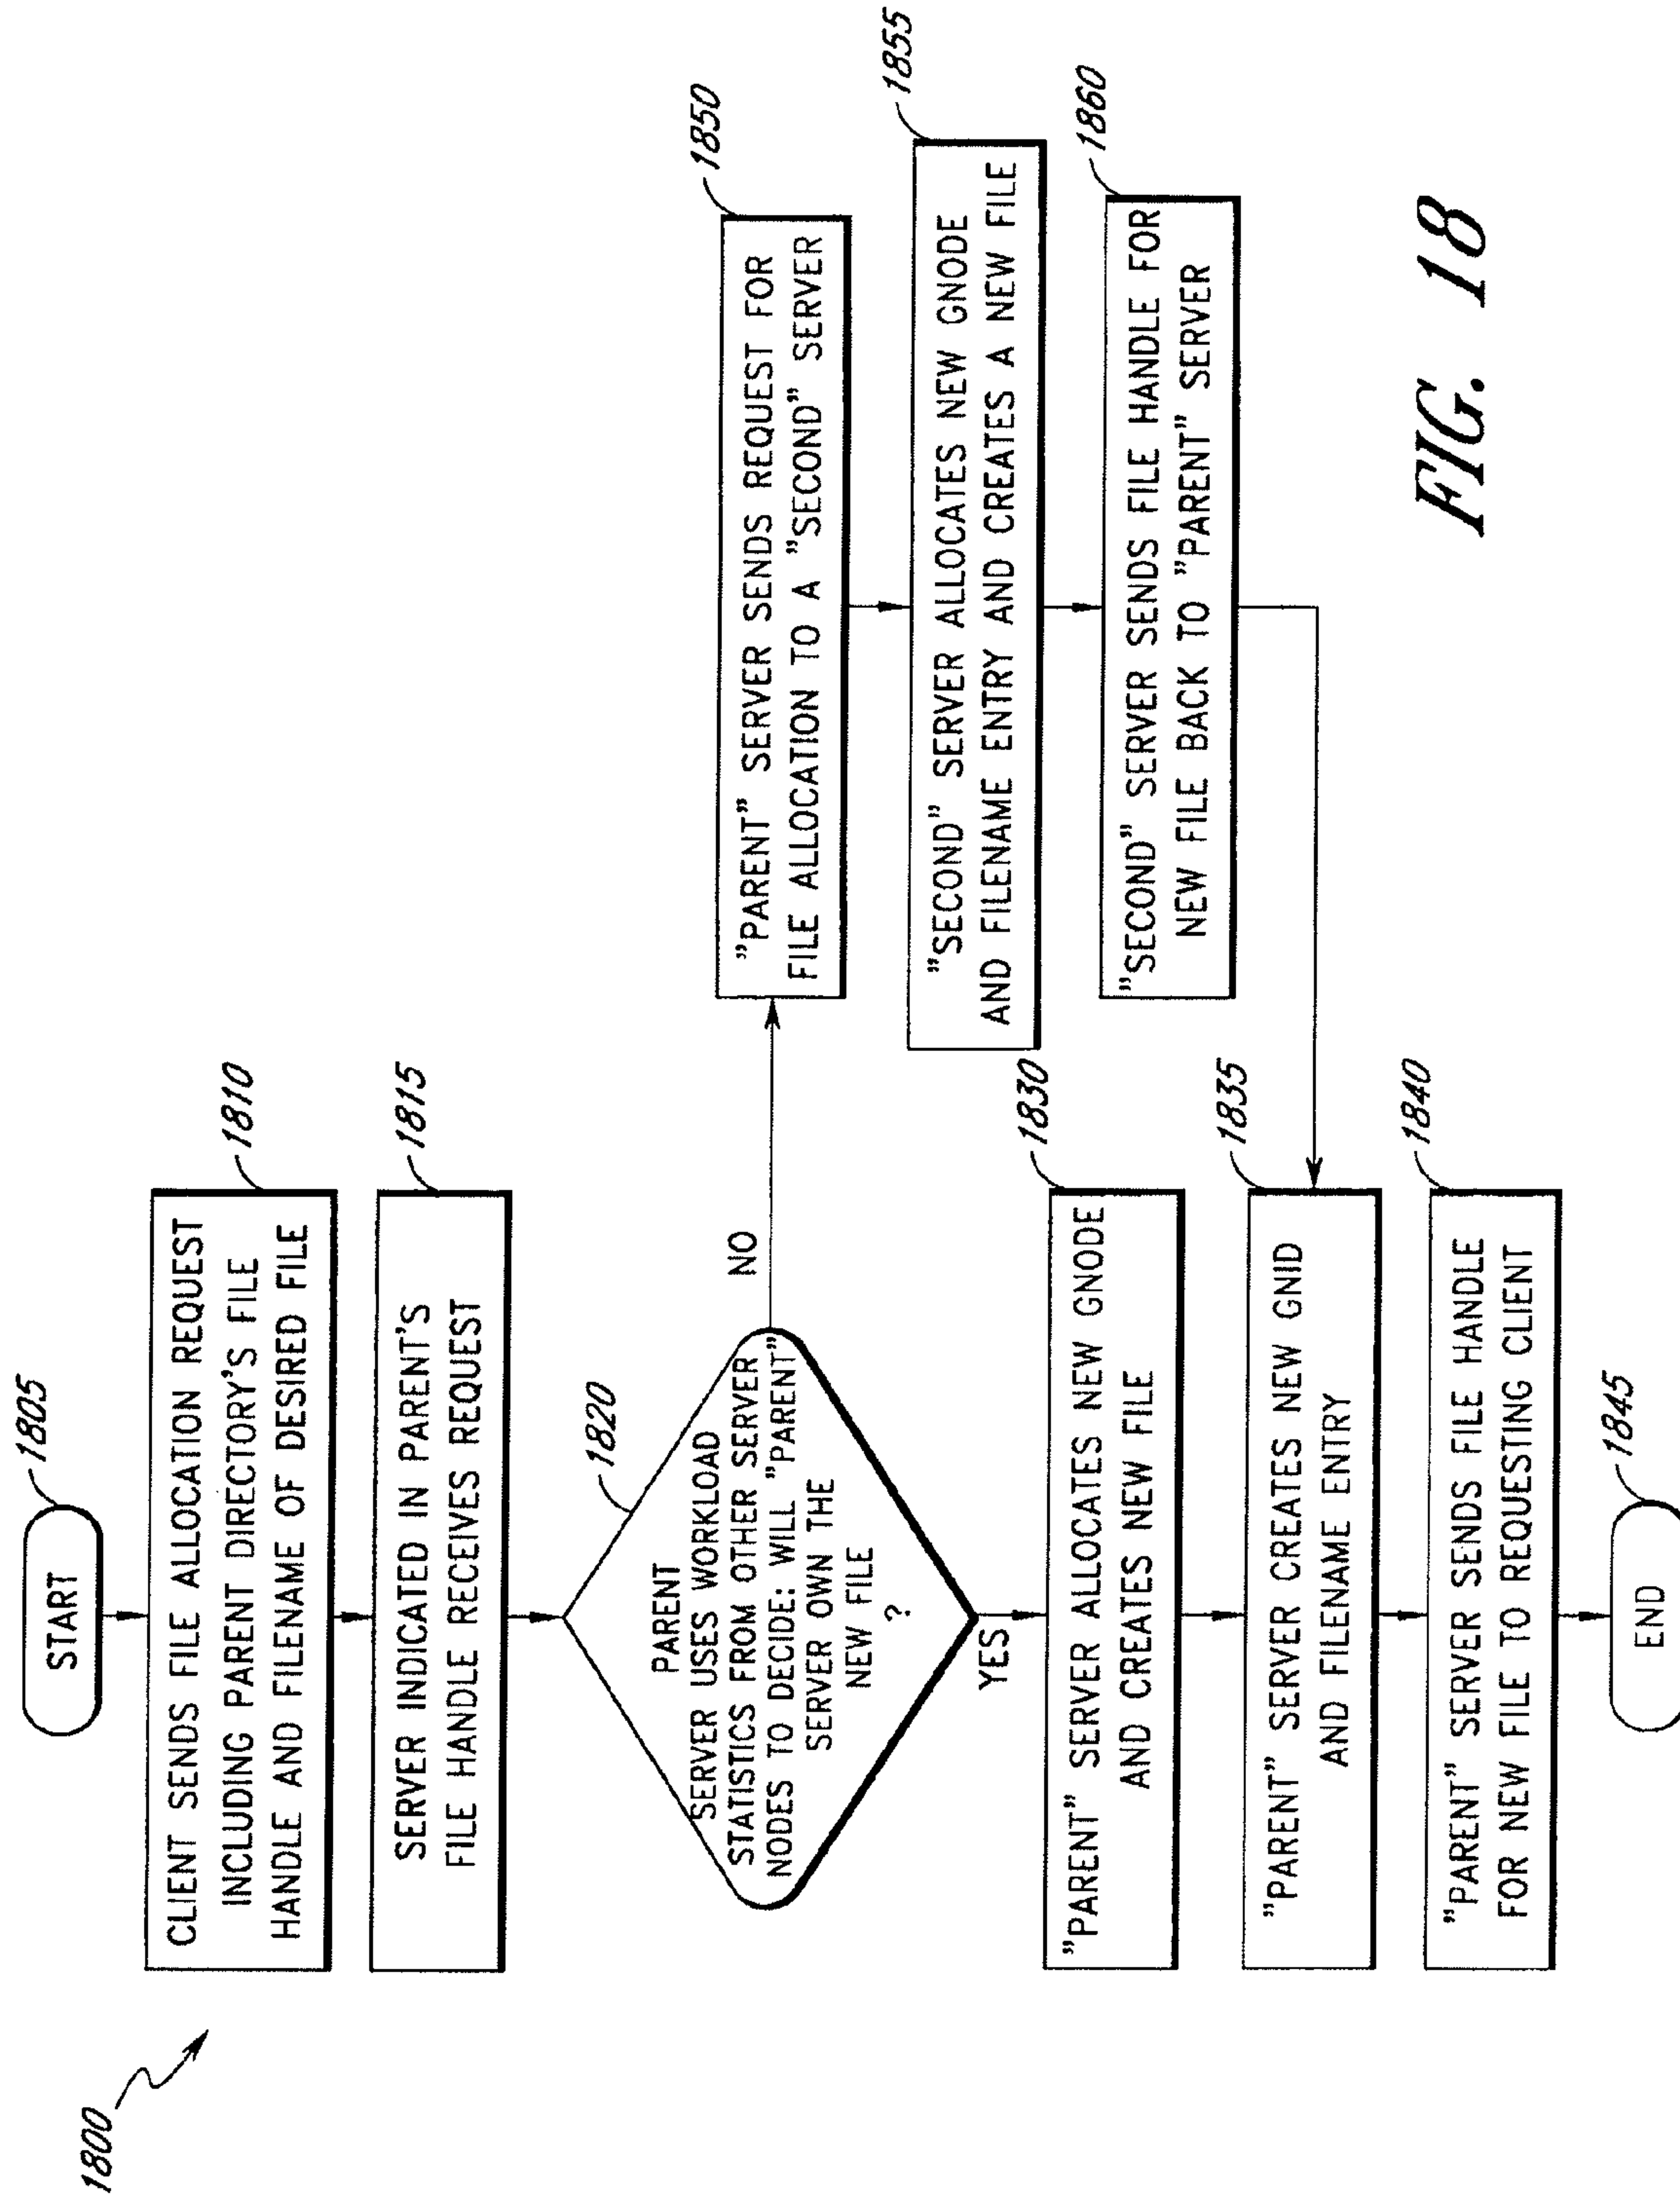 1800
START
1805
CLIENT SENDS FILE ALLOCATION REQUEST
INCLUDING PARENT DIRECTORY'S FILE
HANDLE AND FILENAME OF DESIRED FILE
1810
SERVER INDICATED IN PARENT'S
FILE HANDLE RECEIVES REQUEST
1815
PARENT
SERVER USES WORKLOAD
STATISTICS FROM OTHER SERVER
NODES TO DECIDE: WILL "PARENT"
SERVER OWN THE
NEW FILE
?
1820
NO
YES
"PARENT" SERVER ALLOCATES NEW GNODE
AND CREATES NEW FILE
1830
"PARENT" SERVER CREATES NEW GNID
AND FILENAME ENTRY
1835
"PARENT" SERVER SENDS FILE HANDLE
FOR NEW FILE TO REQUESTING CLIENT
1840
END
1845
"PARENT" SERVER SENDS REQUEST FOR
FILE ALLOCATION TO A "SECOND" SERVER
1850
"SECOND" SERVER ALLOCATES NEW GNODE
AND FILENAME ENTRY AND CREATES A NEW FILE
1855
"SECOND" SERVER SENDS FILE HANDLE FOR
NEW FILE BACK TO "PARENT" SERVER
1860
FIG. 18